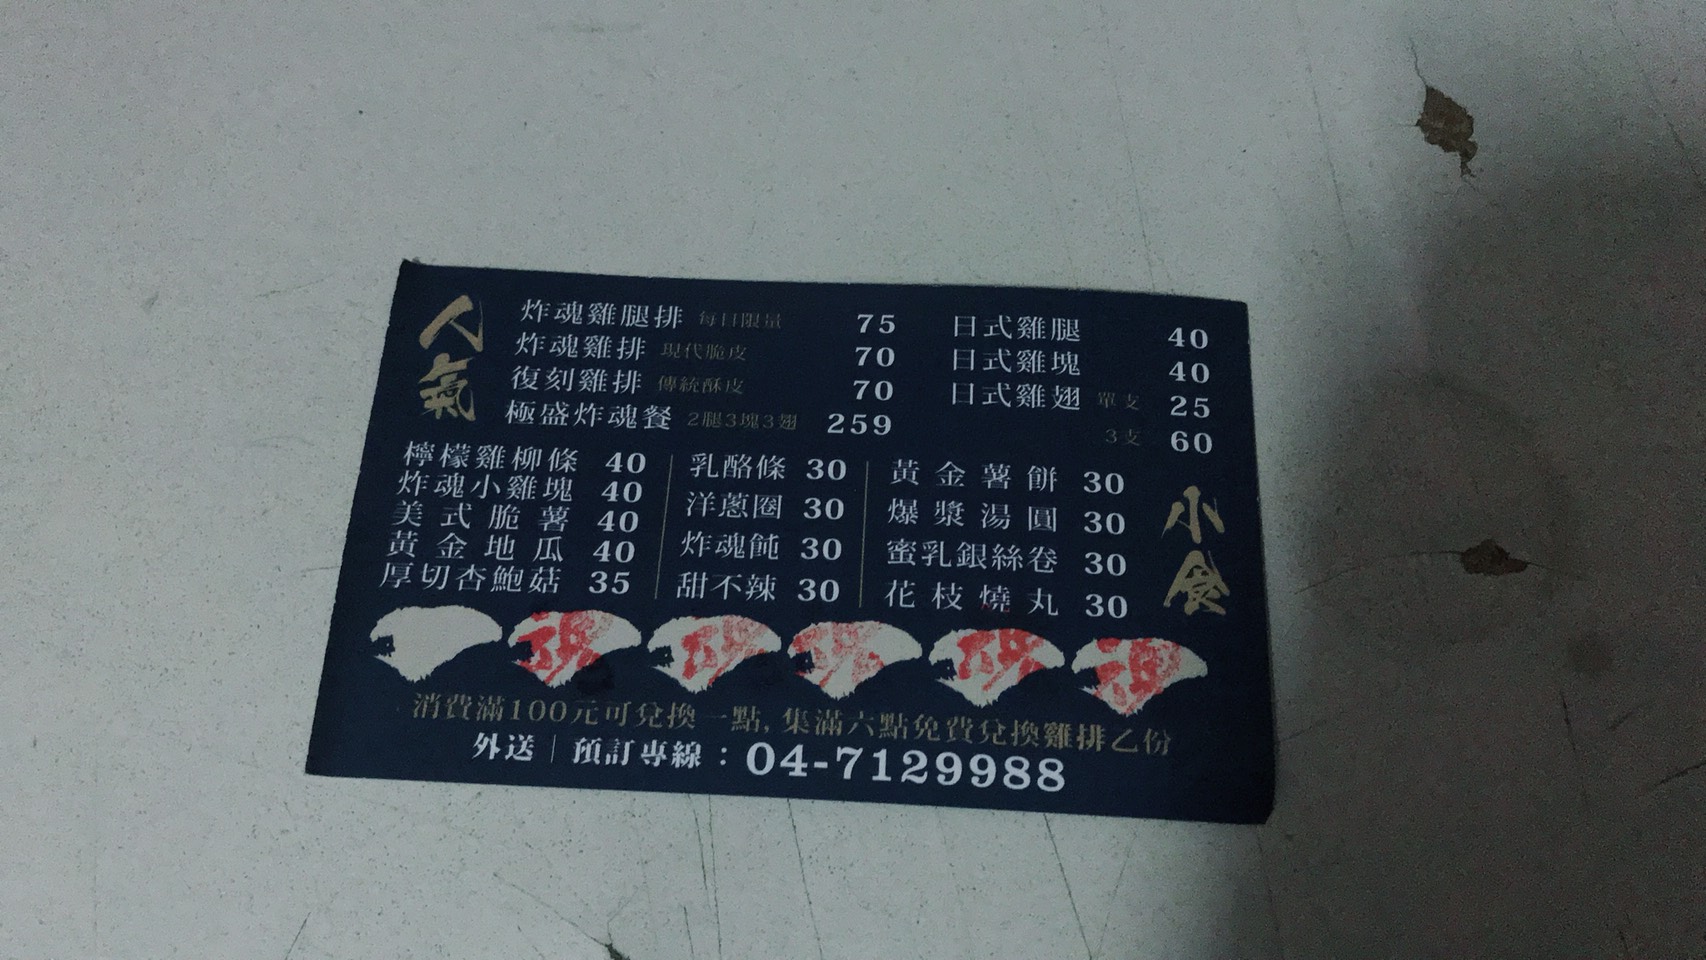 人氣
炸魂雞腿排 每日限量 75
炸魂雞排 現代脆皮 70
復刻雞排 傳統酥皮 70
極盛炸魂餐 2腿3塊3翅 259
日式雞腿 40
日式雞塊 40
日式雞翅 單支 25
3支 60
檸檬雞柳條 40
炸魂小雞塊 40
美式脆薯 40
黃金地瓜 40
厚切杏鮑菇 35
乳酪條 30
洋蔥圈 30
炸魂飩 30
甜不辣 30
黃金薯餅 30
爆漿湯圓 30
蜜乳銀絲卷 30
花枝燒丸 30
小食
魂 魂 魂 魂 魂
消費滿100元可兌換一點, 集滿六點免費兌換雞排乙份
外送｜預訂專線：04-7129988